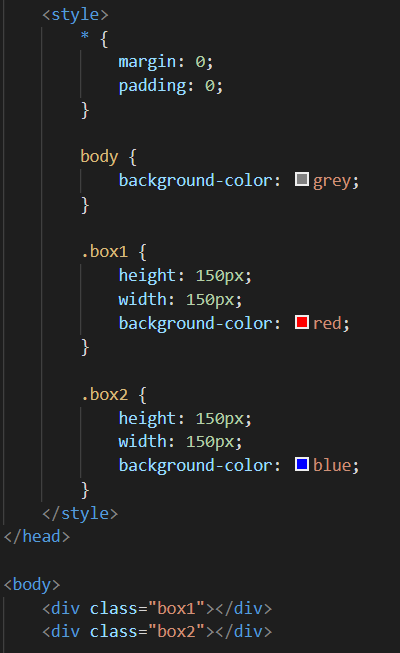 <style>
* {
margin: 0;
padding: 0;
}
body {
background-color: grey;
}
.box1 {
height: 150px;
width: 150px;
background-color: red;
}
.box2 {
height: 150px;
width: 150px;
background-color: blue;
}
</style>
</head>
<body>
<div class="box1"></div>
<div class="box2"></div>